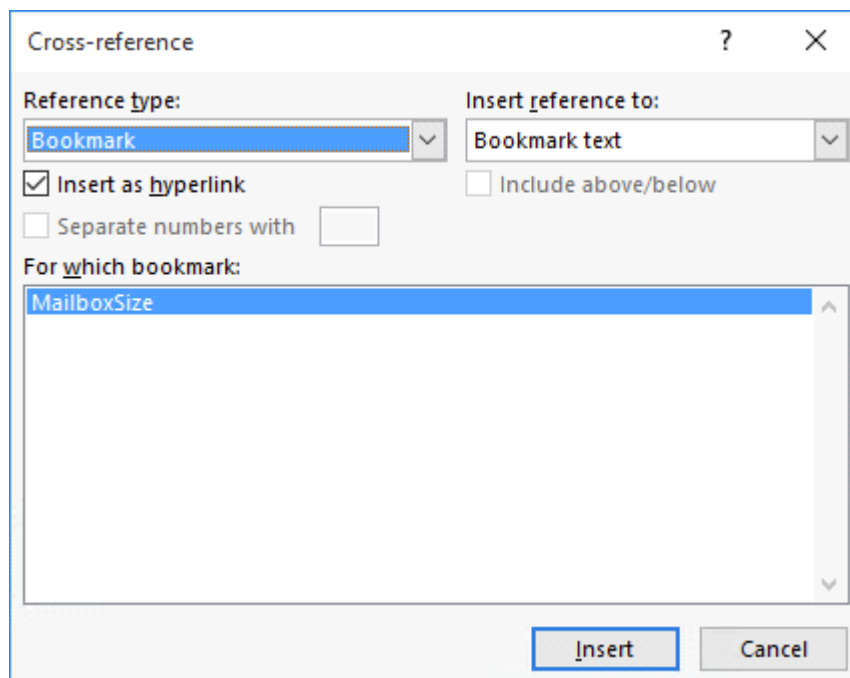 Cross-reference ?
Reference type: Insert reference to:
Bookmark Bookmark text
Insert as hyperlink Include above/below
Separate numbers with
For which bookmark:
MailboxSize
Insert Cancel